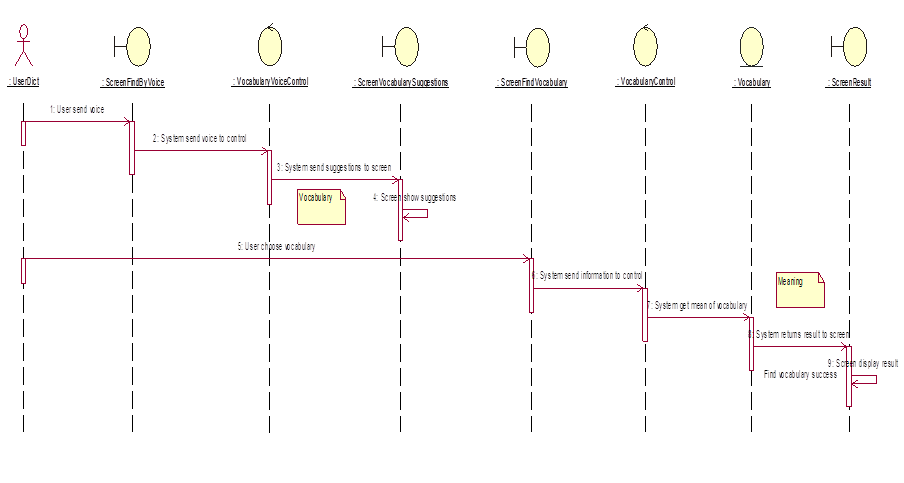 : UserDict
: ScreenFindByVoice
: VocabularyVoiceControl
: ScreenVocabularySuggestions
: ScreenFindVocabulary
: VocabularyControl
: Vocabulary
: ScreenResult
1: User send voice
2: System send voice to control
3: System send suggestions to screen
Vocabulary
4: Screen show suggestions
5: User choose vocabulary
6: System send information to control
Meaning
7: System get mean of vocabulary
8: System returns result to screen
9: Screen display result
Find vocabulary success